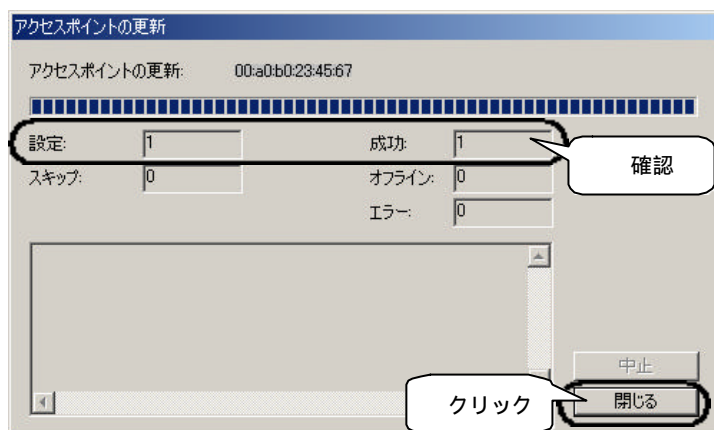 アクセスポイントの更新
アクセスポイントの更新: 00:a0:b0:23:45:67
設定: 1 成功: 1
確認
スキップ: 0 オフライン: 0
エラー: 0
中止
クリック
閉じる